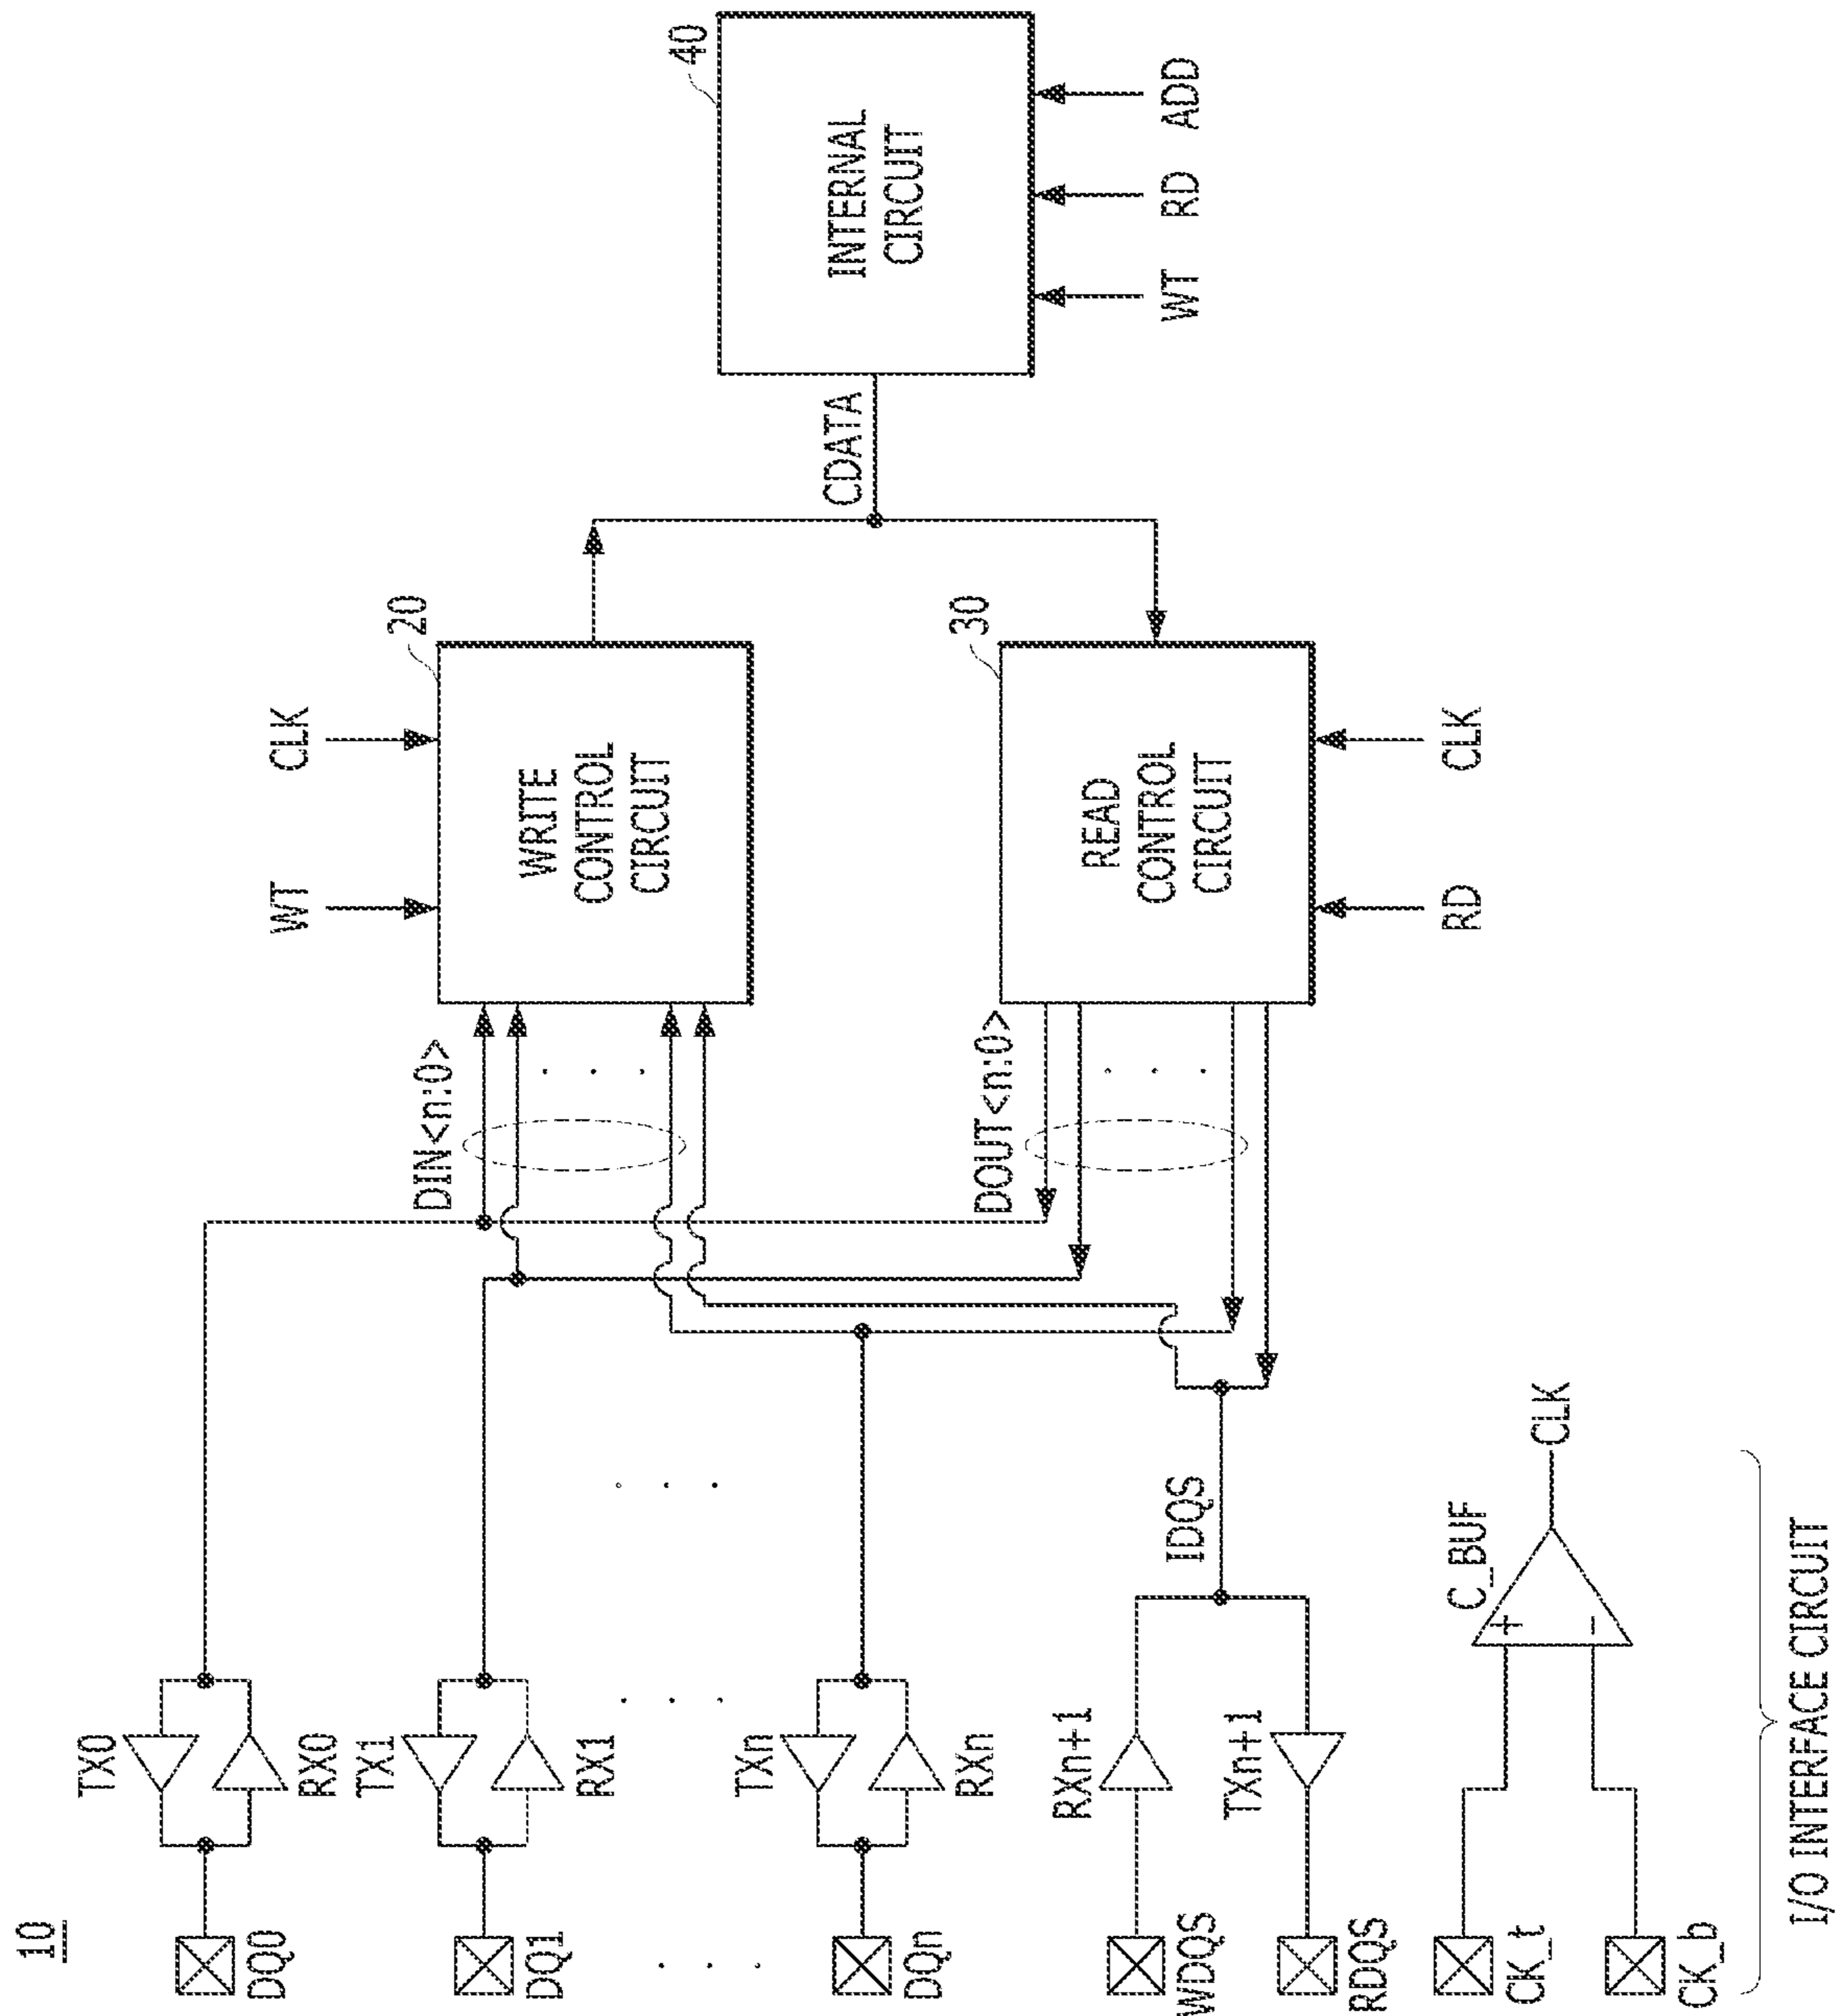 10
DQ0
TX0
RX0
DQ1
TX1
RX1
DQn
TXn
RXn
WDQS
RXn+1
RDQS
TXn+1
IDQS
CK_t
CK_b
C_BUF
+
-
CLK
I/O INTERFACE CIRCUIT
DIN<n:0>
WT
CLK
20
WRITE
CONTROL
CIRCUIT
DOUT<n:0>
30
READ
CONTROL
CIRCUIT
RD
CLK
CDATA
40
INTERNAL
CIRCUIT
WT
RD
ADD